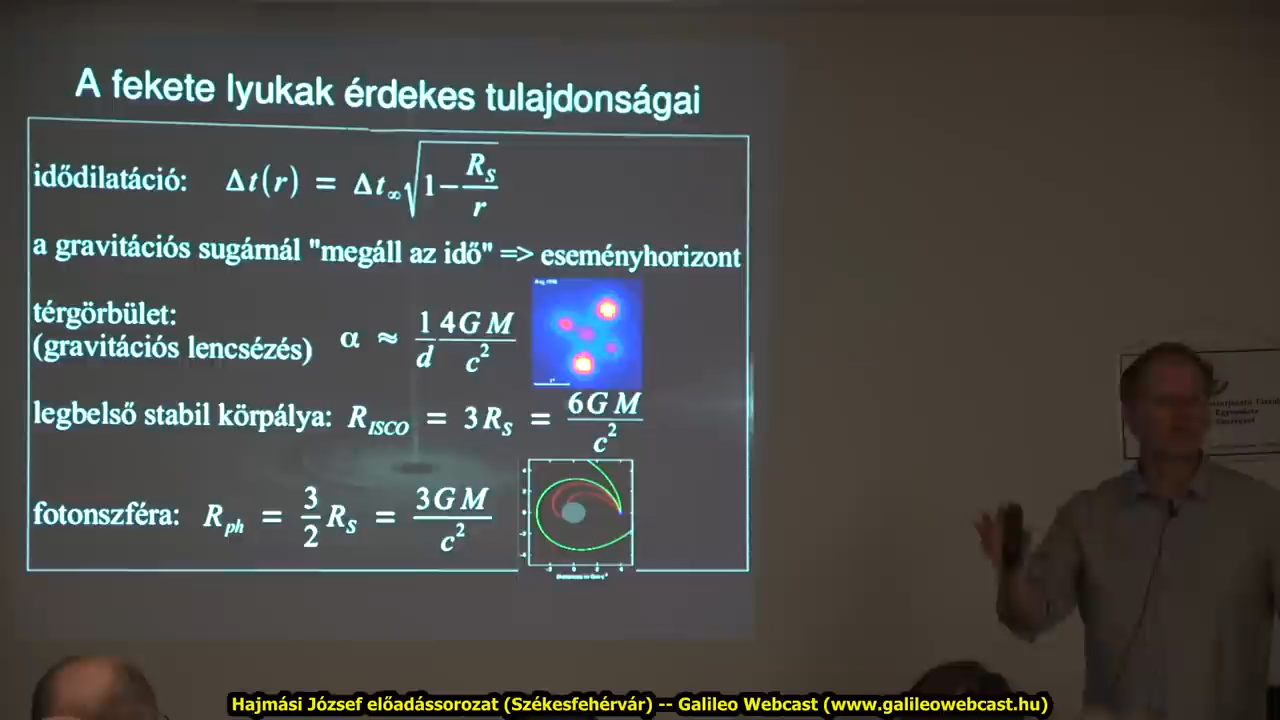 A fekete lyukak érdekes tulajdonságai
idődilatáció: Δt(r) = Δt∞ √(1 − R_S/r)
a gravitációs sugárnál "megáll az idő" => eseményhorizont
térgörbület:
(gravitációs lencsézés) α ≈ 1/d 4GM/c²
legbelső stabil körpálya: R_ISCO = 3R_S = 6GM/c²
fotonszféra: R_ph = 3/2 R_S = 3GM/c²
Egyesülete
Hajmási József előadássorozat (Székesfehérvár) -- Galileo Webcast (www.galileowebcast.hu)